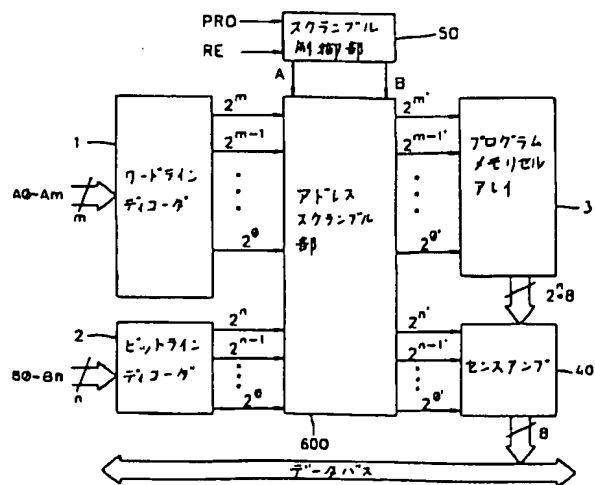 PRO
RE
スクランブル
制御部
50
A
B
1
A0-Am
m
ワードライン
ディコーダ
2^m
2^{m-1}
2^0
アドレス
スクランブル
部
2^{m'}
2^{m-1'}
2^{0'}
プログラム
メモリセル
アレイ
3
2^n・8
2
B0-Bn
n
ビットライン
ディコーダ
2^n
2^{n-1}
2^0
2^{n'}
2^{n-1'}
2^{0'}
センスアンプ
40
600
8
データバス